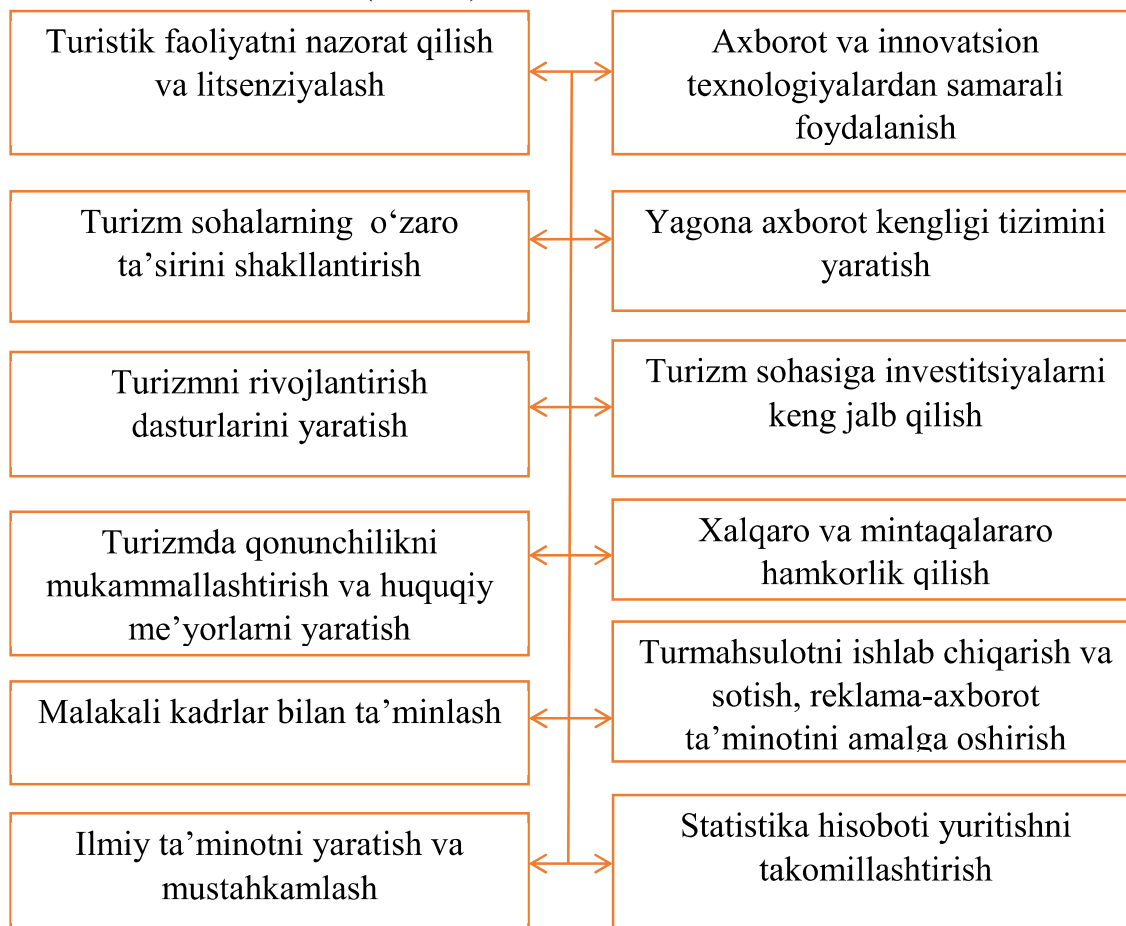 Turistik faoliyatni nazorat qilish
va litsenziyalash
Axborot va innovatsion
texnologiyalardan samarali
foydalanish
Turizm sohalarning o‘zaro
ta’sirini shakllantirish
Yagona axborot kengligi tizimini
yaratish
Turizmni rivojlantirish
dasturlarini yaratish
Turizm sohasiga investitsiyalarni
keng jalb qilish
Turizmda qonunchilikni
mukammallashtirish va huquqiy
me’yorlarni yaratish
Xalqaro va mintaqalararo
hamkorlik qilish
Malakali kadrlar bilan ta’minlash
Turmahsulotni ishlab chiqarish va
sotish, reklama-axborot
ta’minotini amalga oshirish
Ilmiy ta’minotni yaratish va
mustahkamlash
Statistika hisoboti yuritishni
takomillashtirish